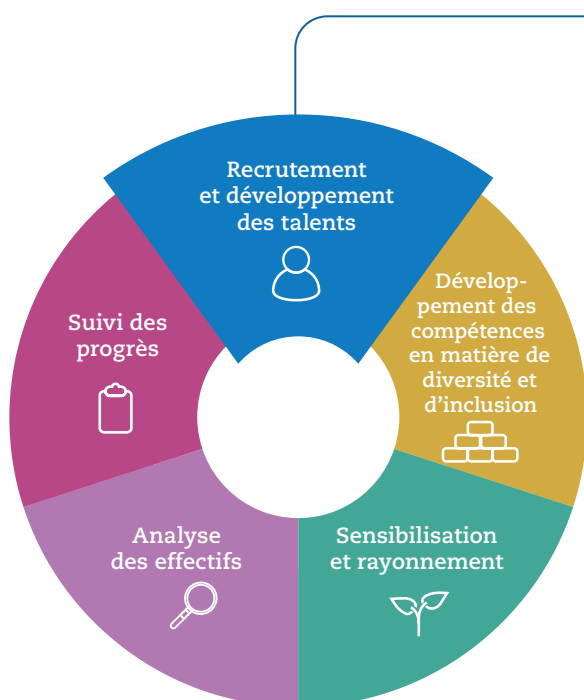 Recrutement
et développement
des talents
Dévelop-
pement des
compétences
en matière de
diversité et
d'inclusion
Sensibilisation
et rayonnement
Analyse
des effectifs
Suivi des
progrès